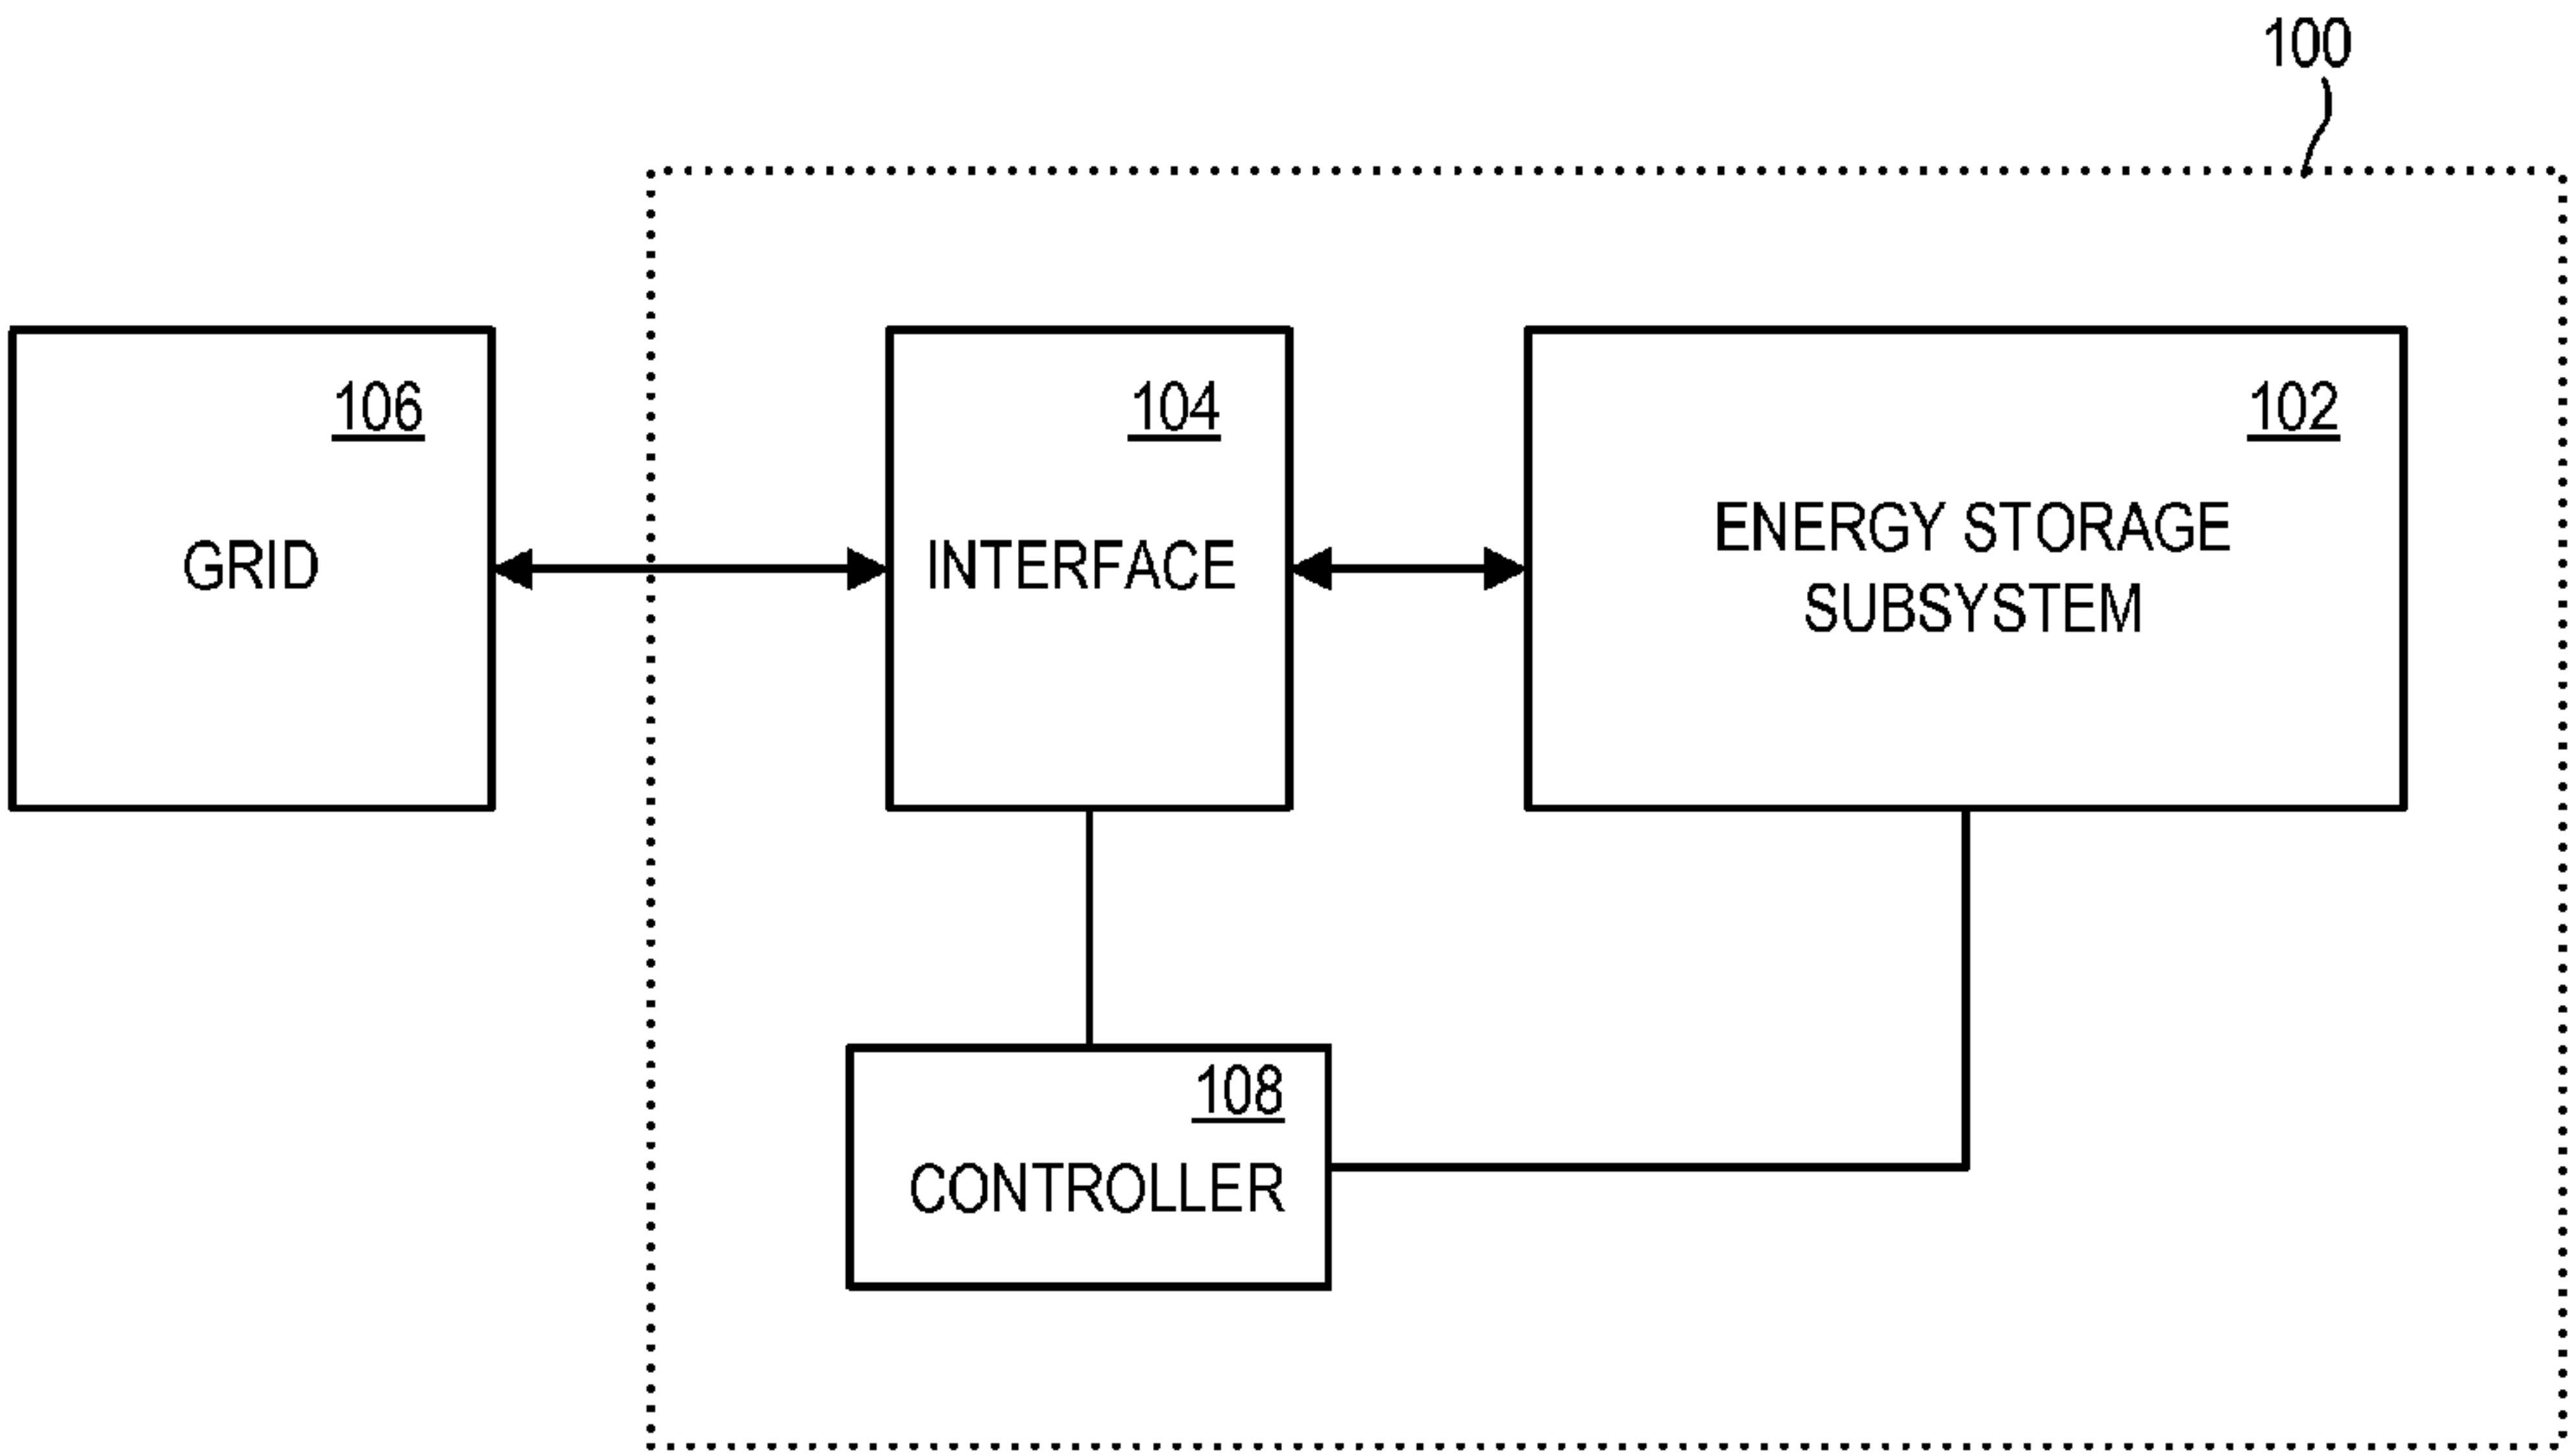 100
106
GRID
104
INTERFACE
102
ENERGY STORAGE
SUBSYSTEM
108
CONTROLLER